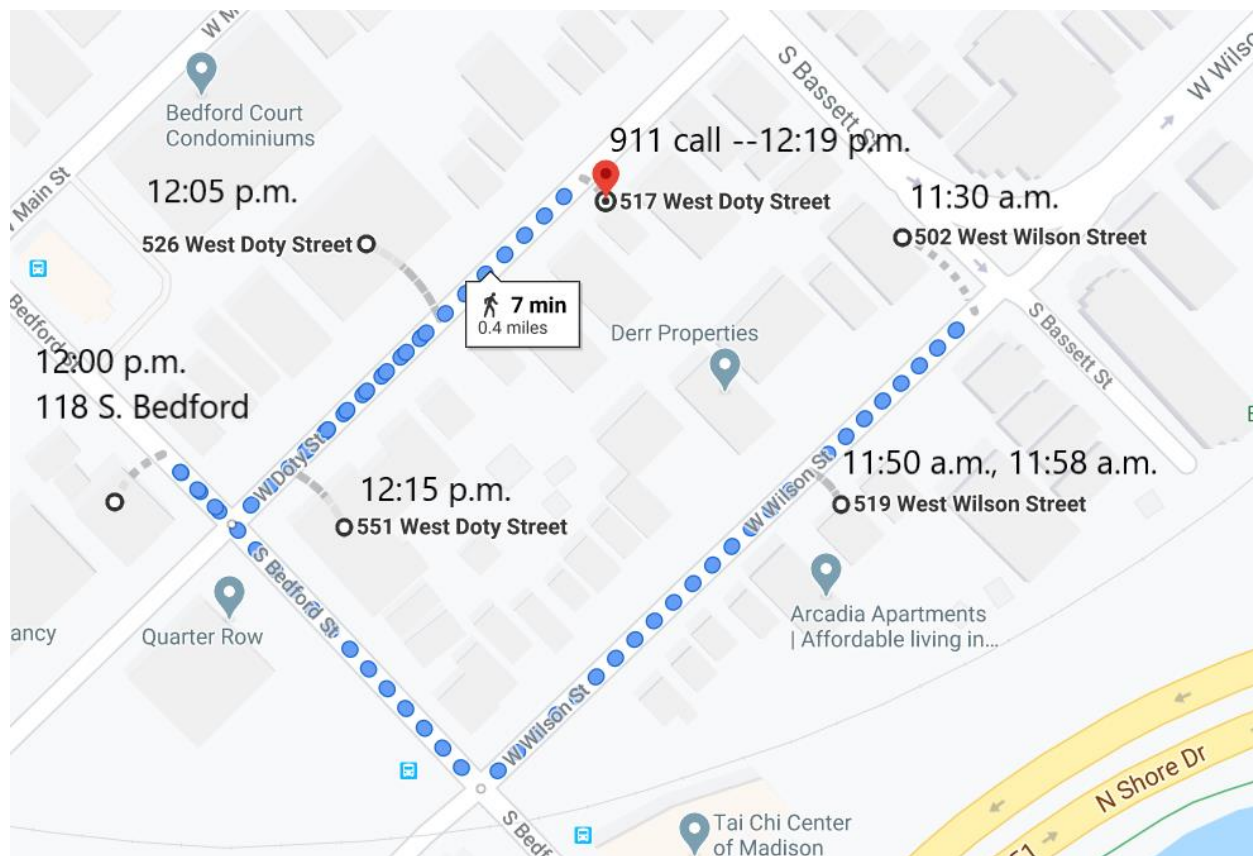 W M
Bedford Court
Condominiums
S Bassett St
W Wilso
911 call --12:19 p.m.
Main St
12:05 p.m.
517 West Doty Street
11:30 a.m.
526 West Doty Street
502 West Wilson Street
7 min
0.4 miles
Bedford St
Derr Properties
S Bassett St
12:00 p.m.
118 S. Bedford
E
W Doty St
12:15 p.m.
551 West Doty Street
W Wilson St
11:50 a.m., 11:58 a.m.
519 West Wilson Street
S Bedford St
ancy
Quarter Row
Arcadia Apartments
| Affordable living in...
W Wilson St
N Shore Dr
S Bedf
Tai Chi Center
of Madison